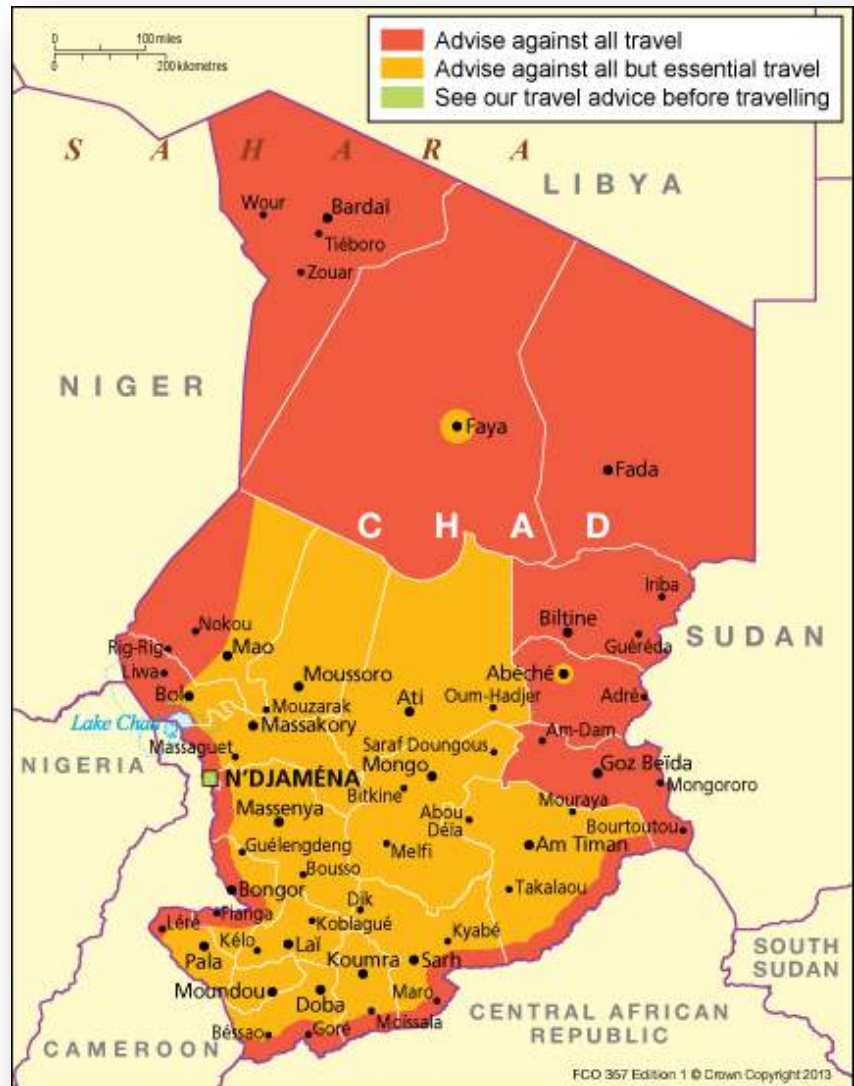 0 100 miles
0 200 kilometres
Advise against all travel
Advise against all but essential travel
See our travel advice before travelling
S A H A R A
LIBYA
Wour
Bardaï
Tiéboro
Zouar
NIGER
Faya
Fada
CHAD
Iriba
Nokou
Biltine
Guéréda
SUDAN
Rig-Rig
Mao
Liwa
Moussoro
Abéché
Bol
Ati
Oum-Hadjer
Adré
Mouzarak
Lake Chad
Massakory
Am-Dam
Massaguet
Saraf Doungous
NIGERIA
Mongo
Goz Beïda
N'DJAMÉNA
Mongororo
Bitkine
Massenya
Abou
Déïa
Mouraya
Bourtoutou
Guélengdeng
Melfi
Am Timan
Bousso
Bongor
Takalaou
Dik
Fianga
Léré
Koblagué
Kyabé
Kélo
Laï
Pala
Koumra
Sarh
SOUTH
SUDAN
Moundou
Doba
Maro
Moïssala
CENTRAL AFRICAN
REPUBLIC
Béssao
Goré
CAMEROON
FCO 367 Edition 1 © Crown Copyright 2013